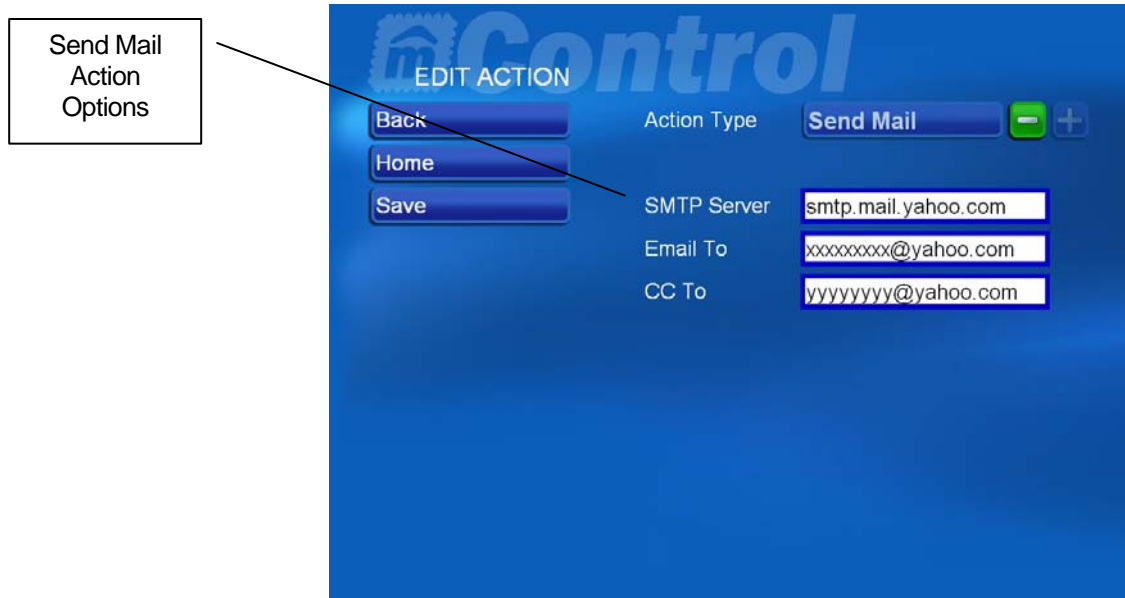 Send Mail
Action
Options
mControl
EDIT ACTION
Back
Home
Save
Action Type
Send Mail
SMTP Server
smtp.mail.yahoo.com
Email To
xxxxxxxxx@yahoo.com
CC To
yyyyyyyy@yahoo.com